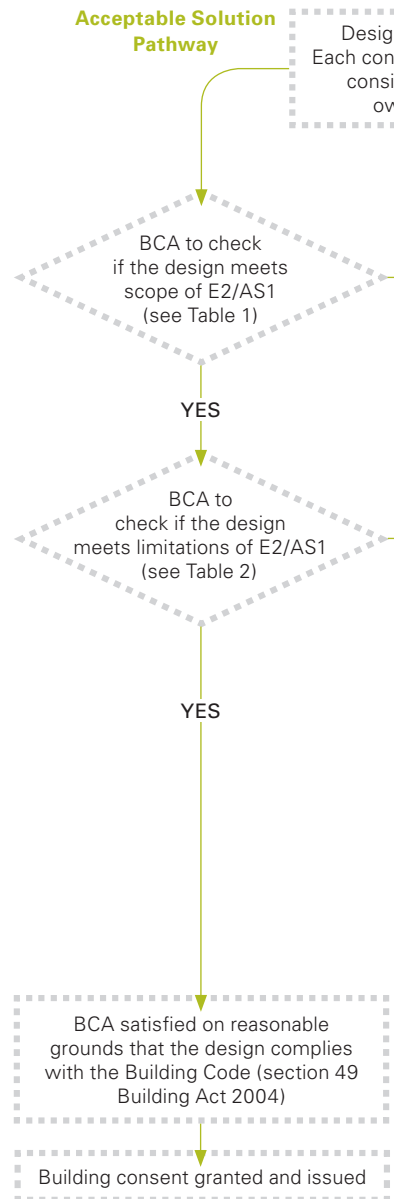 Acceptable Solution
Pathway
Design
Each con
consi
ow
BCA to check
if the design meets
scope of E2/AS1
(see Table 1)
YES
BCA to
check if the design
meets limitations of E2/AS1
(see Table 2)
YES
BCA satisfied on reasonable
grounds that the design complies
with the Building Code (section 49
Building Act 2004)
Building consent granted and issued